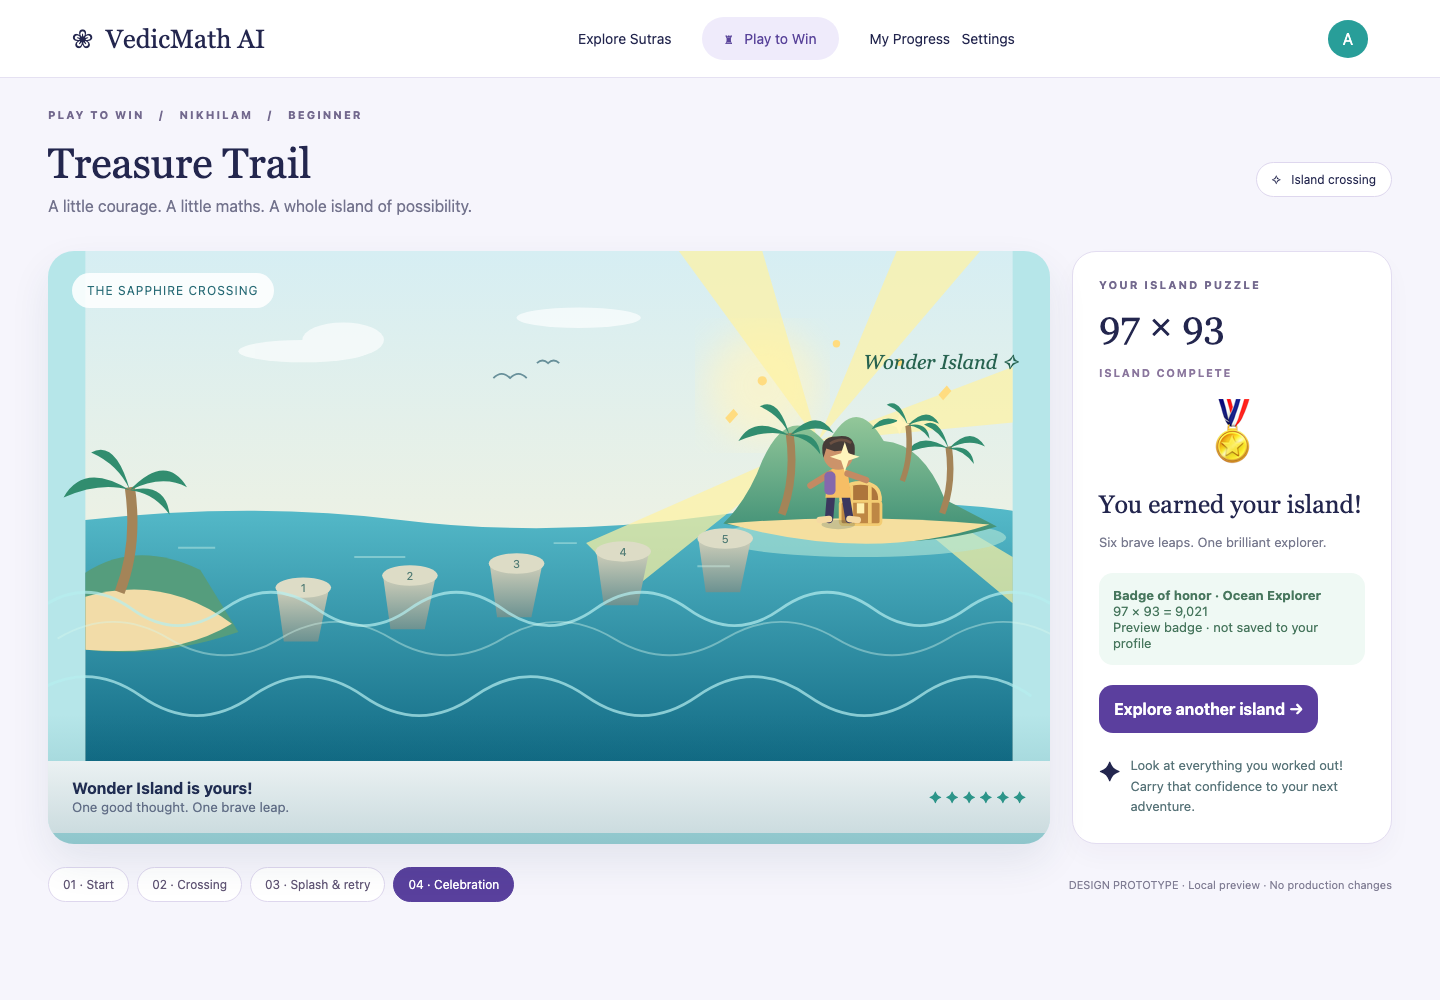 ❀ VedicMath AI
Explore Sutras
♜ Play to Win
My Progress
Settings
A
PLAY TO WIN / NIKHILAM / BEGINNER
Treasure Trail
A little courage. A little maths. A whole island of possibility.
✧ Island crossing
THE SAPPHIRE CROSSING
Wonder Island ✧
1
2
3
4
5
Wonder Island is yours!
One good thought. One brave leap.
✦ ✦ ✦ ✦ ✦ ✦
YOUR ISLAND PUZZLE
97 × 93
ISLAND COMPLETE
You earned your island!
Six brave leaps. One brilliant explorer.
Badge of honor · Ocean Explorer
97 × 93 = 9,021
Preview badge · not saved to your
profile
Explore another island →
✦ Look at everything you worked out!
Carry that confidence to your next
adventure.
01 · Start
02 · Crossing
03 · Splash & retry
04 · Celebration
DESIGN PROTOTYPE · Local preview · No production changes